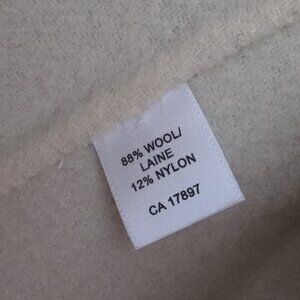 88% WOOL/
LAINE
12% NYLON
CA 17897